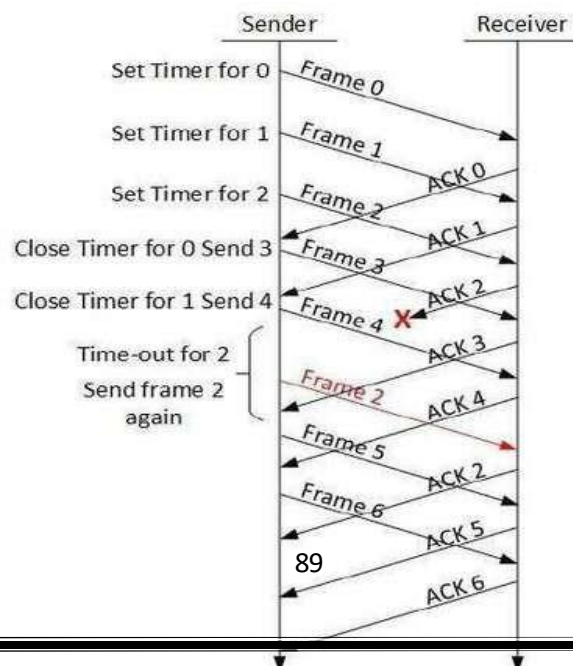 Sender
Receiver
Set Timer for 0
Frame 0
Set Timer for 1
Frame 1
ACK 0
Set Timer for 2
Frame 2
ACK 1
Close Timer for 0 Send 3
Frame 3
ACK 2
Close Timer for 1 Send 4
Frame 4
X
ACK 3
Time-out for 2
Send frame 2
again
Frame 2
ACK 4
Frame 5
ACK 2
Frame 6
ACK 5
89
ACK 6